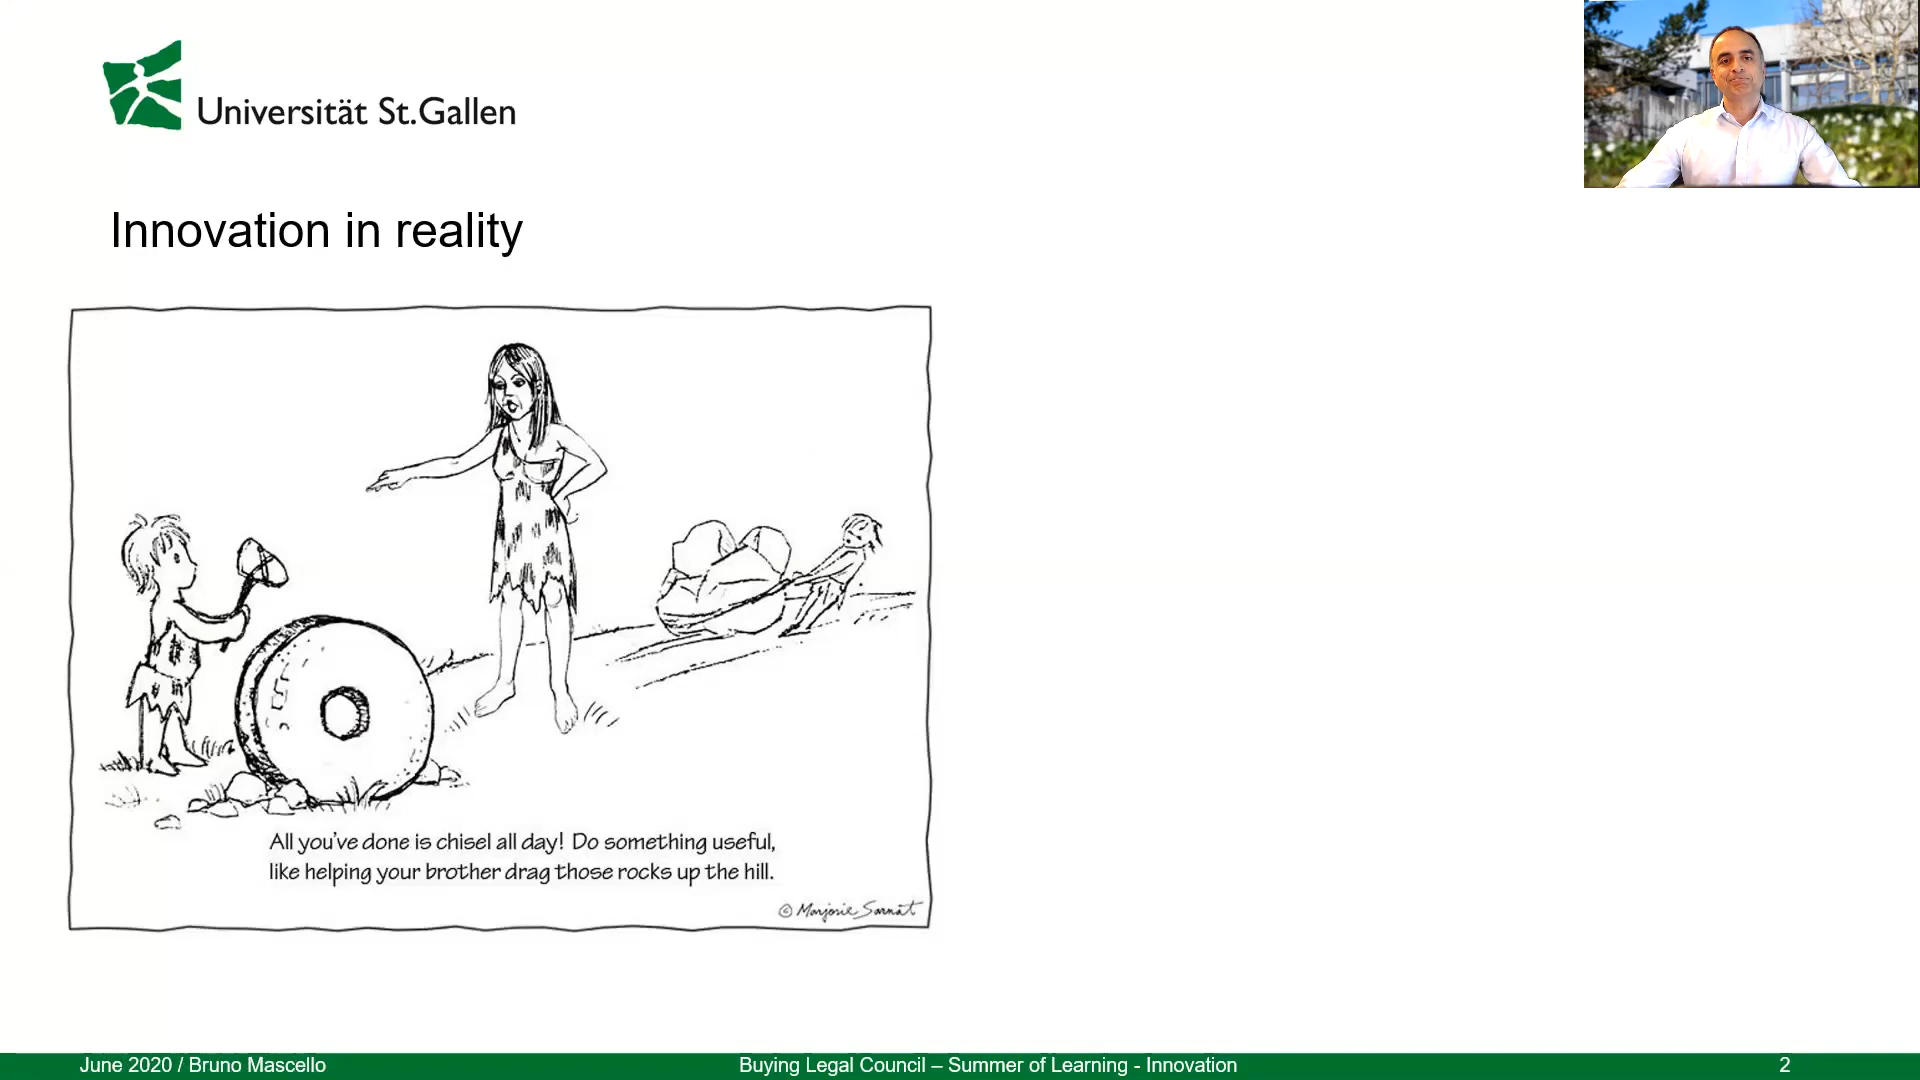 Universität St.Gallen
Innovation in reality
All you've done is chisel all day! Do something useful,
like helping your brother drag those rocks up the hill.
© Marjorie Sarnat
June 2020 / Bruno Mascello
Buying Legal Council – Summer of Learning - Innovation
2